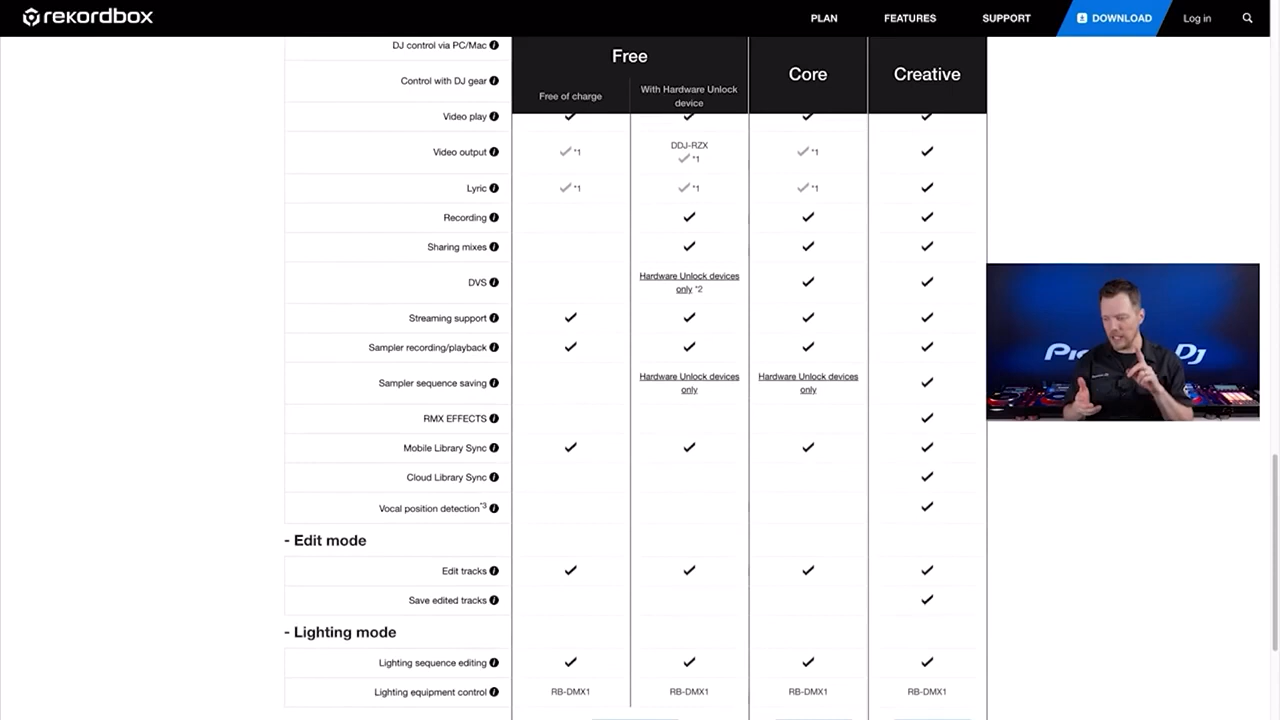 rekordbox
PLAN FEATURES SUPPORT DOWNLOAD Log in
DJ control via PC/Mac
Control with DJ gear
Free Core Creative
Free of charge With Hardware Unlock device
Video play ✓ ✓ ✓ ✓
Video output ✓ *1 DDJ-RZX ✓ *1 ✓ *1 ✓
Lyric ✓ *1 ✓ *1 ✓ *1 ✓
Recording ✓ ✓ ✓
Sharing mixes ✓ ✓ ✓
DVS Hardware Unlock devices only *2 ✓ ✓
Streaming support ✓ ✓ ✓ ✓
Sampler recording/playback ✓ ✓ ✓ ✓
Sampler sequence saving Hardware Unlock devices only Hardware Unlock devices only ✓
RMX EFFECTS ✓
Mobile Library Sync ✓ ✓ ✓ ✓
Cloud Library Sync ✓
Vocal position detection*3 ✓
- Edit mode
Edit tracks ✓ ✓ ✓ ✓
Save edited tracks ✓
- Lighting mode
Lighting sequence editing ✓ ✓ ✓ ✓
Lighting equipment control RB-DMX1 RB-DMX1 RB-DMX1 RB-DMX1
DJ